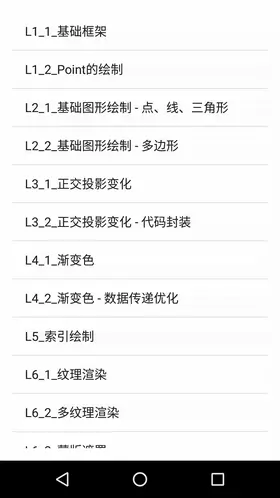 L1_1_基础框架
L1_2_Point的绘制
L2_1_基础图形绘制 - 点、线、三角形
L2_2_基础图形绘制 - 多边形
L3_1_正交投影变化
L3_2_正交投影变化 - 代码封装
L4_1_渐变色
L4_2_渐变色 - 数据传递优化
L5_索引绘制
L6_1_纹理渲染
L6_2_多纹理渲染